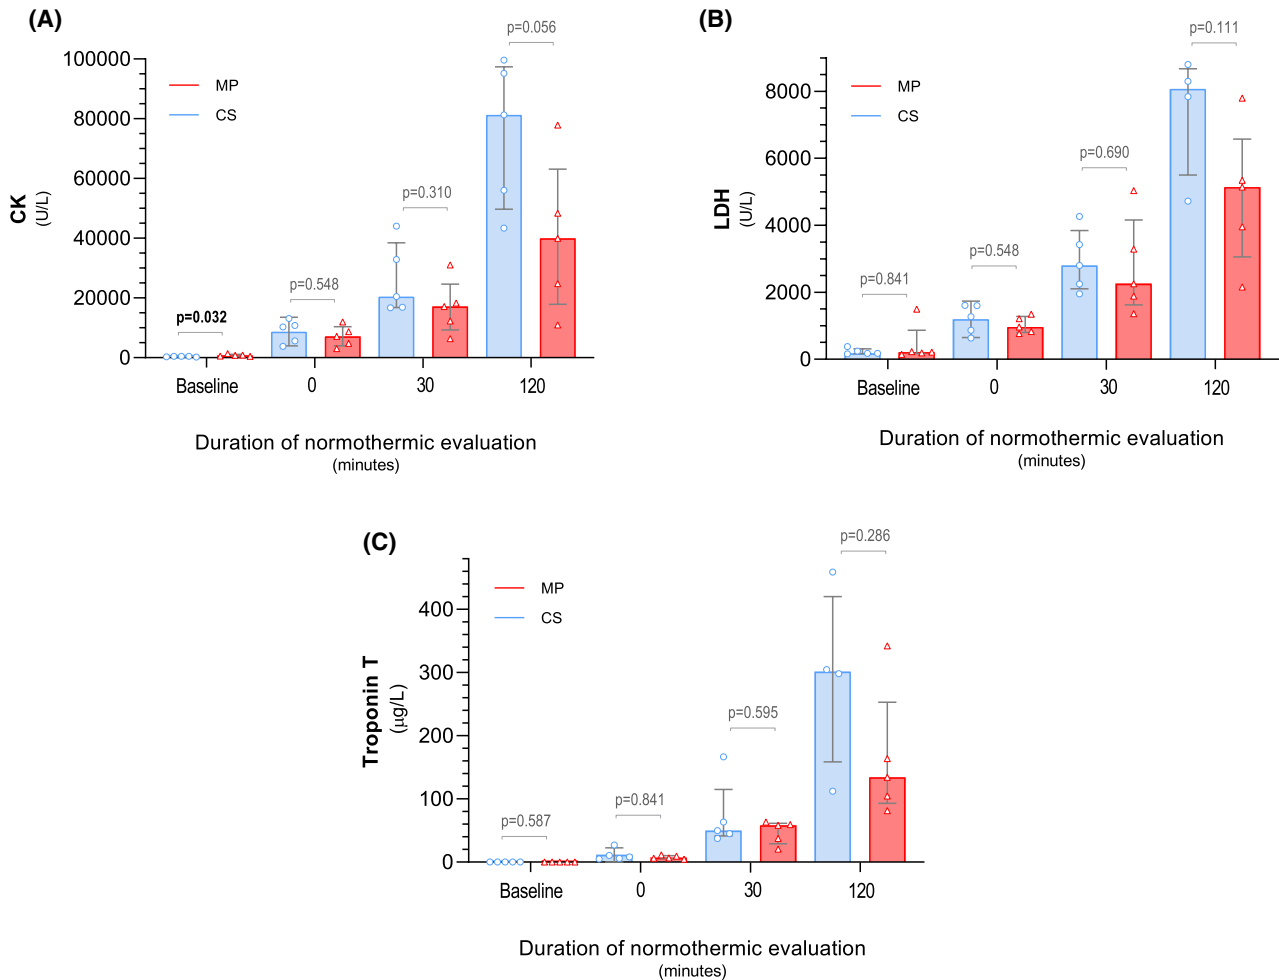 (A)
p=0.056
100000
80000
60000
40000
20000
0
CK
(U/L)
MP
CS
p=0.032
p=0.548
p=0.310
Baseline
0
30
120
Duration of normothermic evaluation
(minutes)
(B)
p=0.111
8000
6000
4000
2000
0
LDH
(U/L)
MP
CS
p=0.841
p=0.548
p=0.690
Baseline
0
30
120
Duration of normothermic evaluation
(minutes)
(C)
p=0.286
400
300
200
100
0
Troponin T
(µg/L)
MP
CS
p=0.587
p=0.841
p=0.595
Baseline
0
30
120
Duration of normothermic evaluation
(minutes)